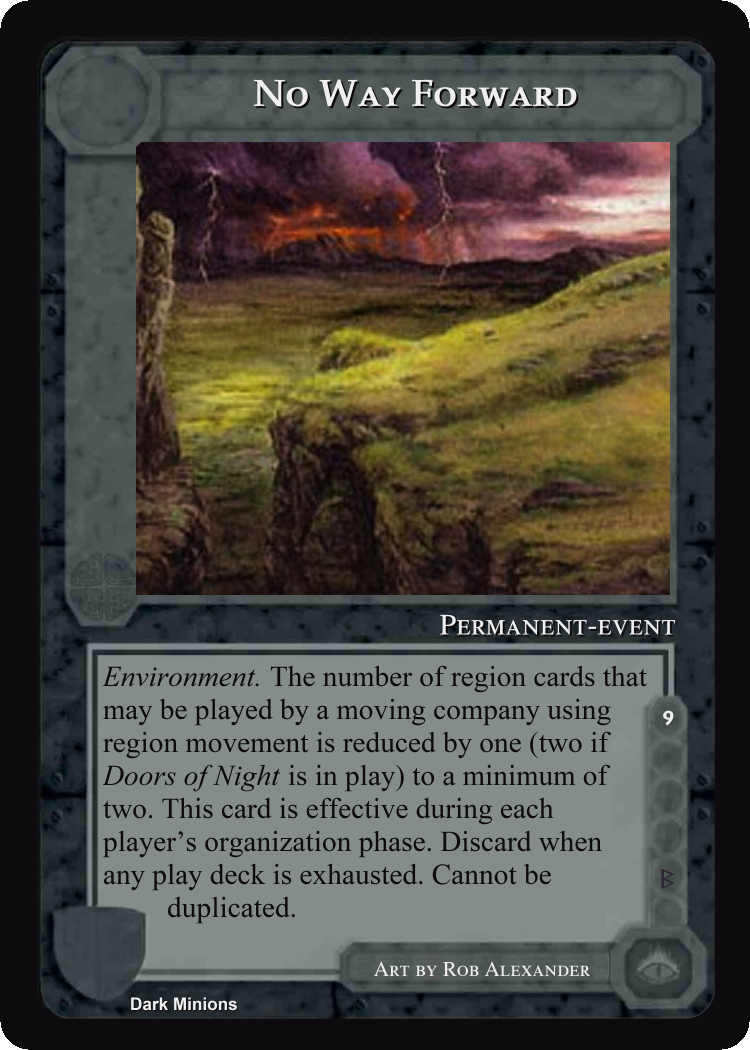 No Way Forward
Permanent-event
Environment. The number of region cards that
may be played by a moving company using
region movement is reduced by one (two if
Doors of Night is in play) to a minimum of
two. This card is effective during each
player's organization phase. Discard when
any play deck is exhausted. Cannot be
duplicated.
9
B
Art by Rob Alexander
Dark Minions